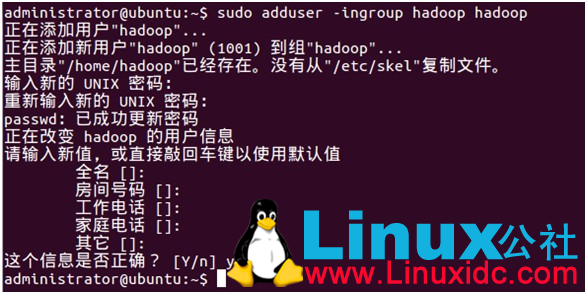 administrator@ubuntu:~$ sudo adduser -ingroup hadoop hadoop
正在添加用户"hadoop"...
正在添加新用户"hadoop" (1001) 到组"hadoop"...
主目录"/home/hadoop"已经存在。没有从"/etc/skel"复制文件。
输入新的 UNIX 密码:
重新输入新的 UNIX 密码:
passwd: 已成功更新密码
正在改变 hadoop 的用户信息
请输入新值，或直接敲回车键以使用默认值
全名 []:
房间号码 []:
工作电话 []:
家庭电话 []:
其它 []:
这个信息是否正确？ [Y/n] y
administrator@ubuntu:~$
Linux公社
www.Linuxidc.com